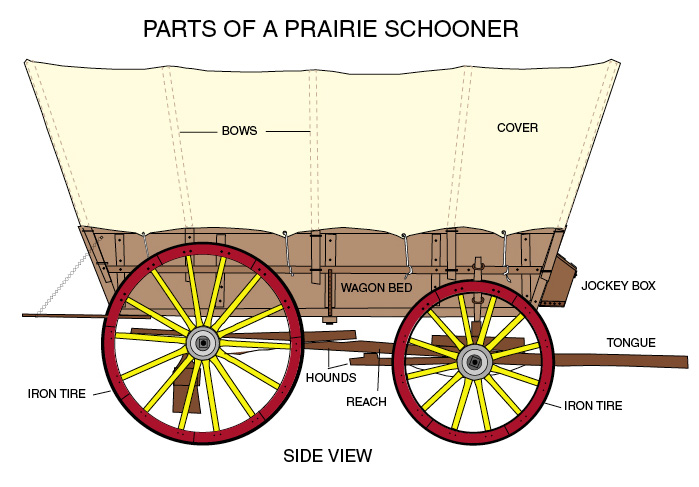 PARTS OF A PRAIRIE SCHOONER
BOWS
COVER
WAGON BED
JOCKEY BOX
TONGUE
HOUNDS
IRON TIRE
REACH
IRON TIRE
SIDE VIEW